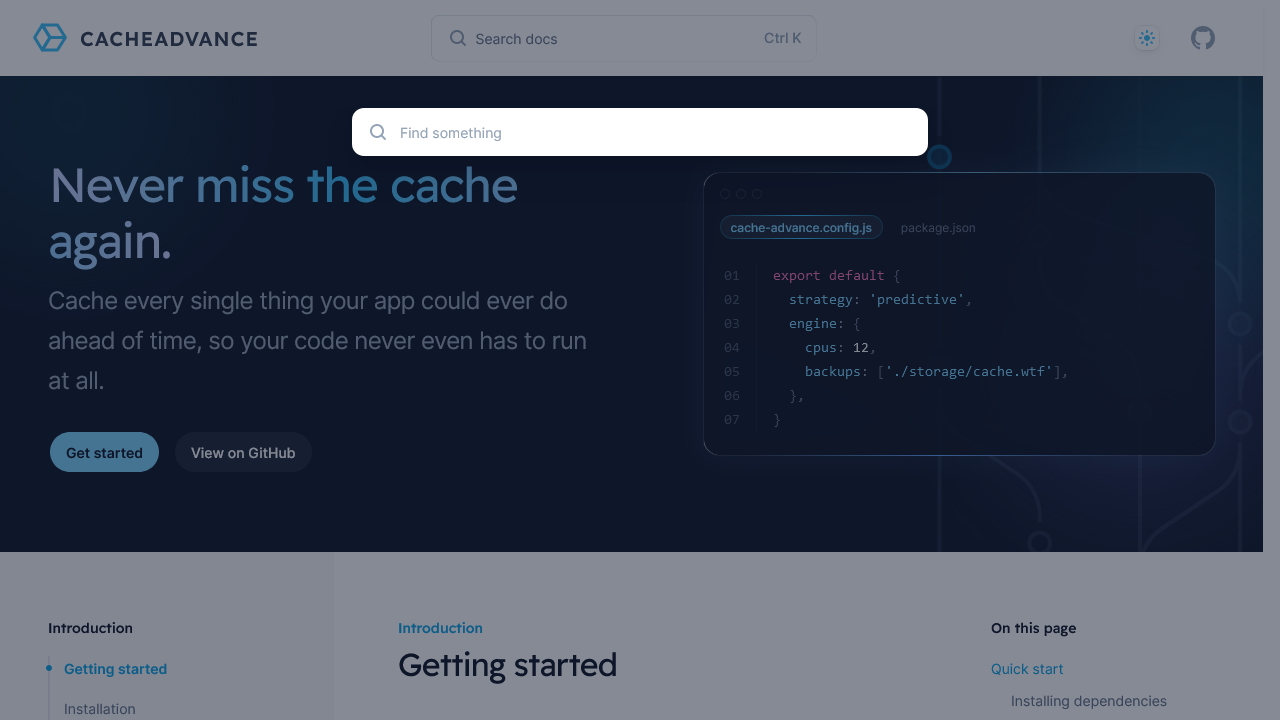 CACHEADVANCE
Search docs
Ctrl K
Find something
Never miss the cache
again.
Cache every single thing your app could ever do
ahead of time, so your code never even has to run
at all.
Get started
View on GitHub
cache-advance.config.js
package.json
01 export default {
02 strategy: 'predictive',
03 engine: {
04 cpus: 12,
05 backups: ['./storage/cache.wtf'],
06 },
07 }
Introduction
Getting started
Installation
Introduction
Getting started
On this page
Quick start
Installing dependencies